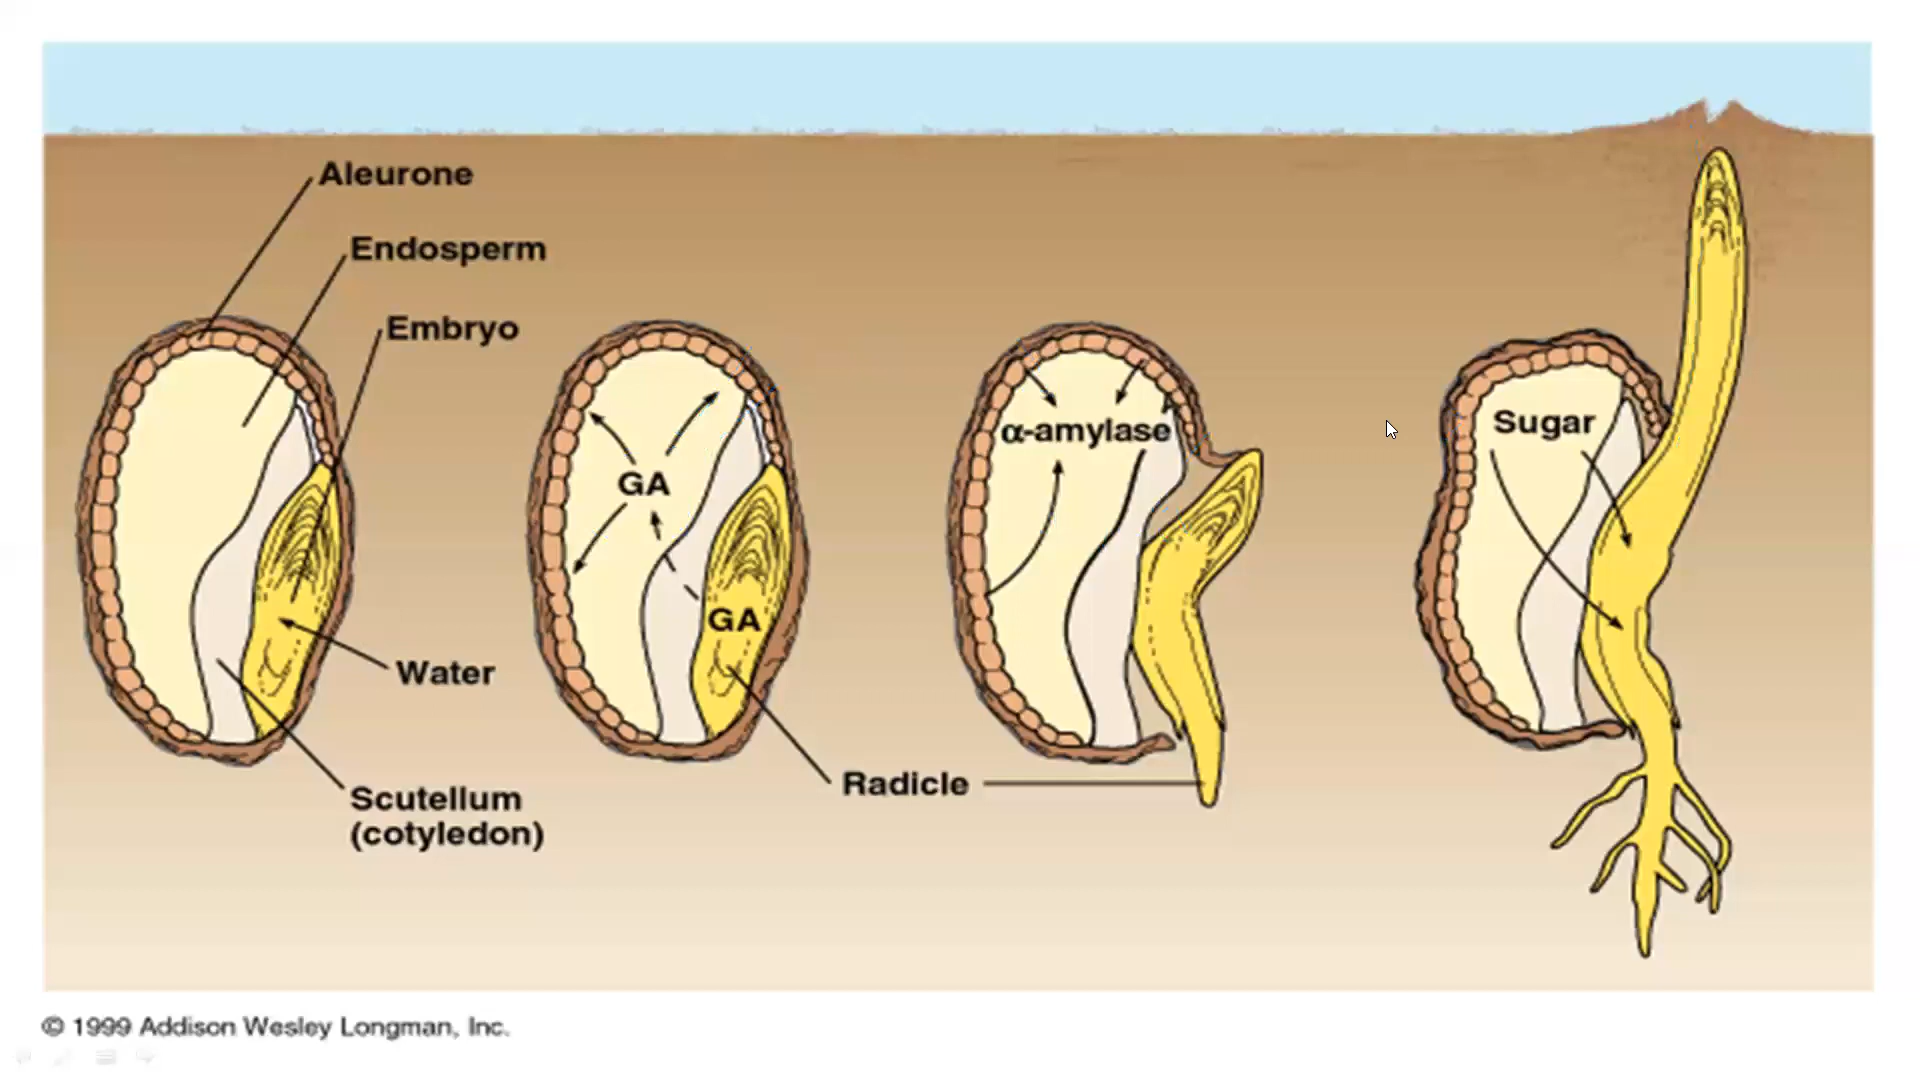 Aleurone
Endosperm
Embryo
Water
Scutellum
(cotyledon)
GA
GA
Radicle
α-amylase
Sugar
© 1999 Addison Wesley Longman, Inc.